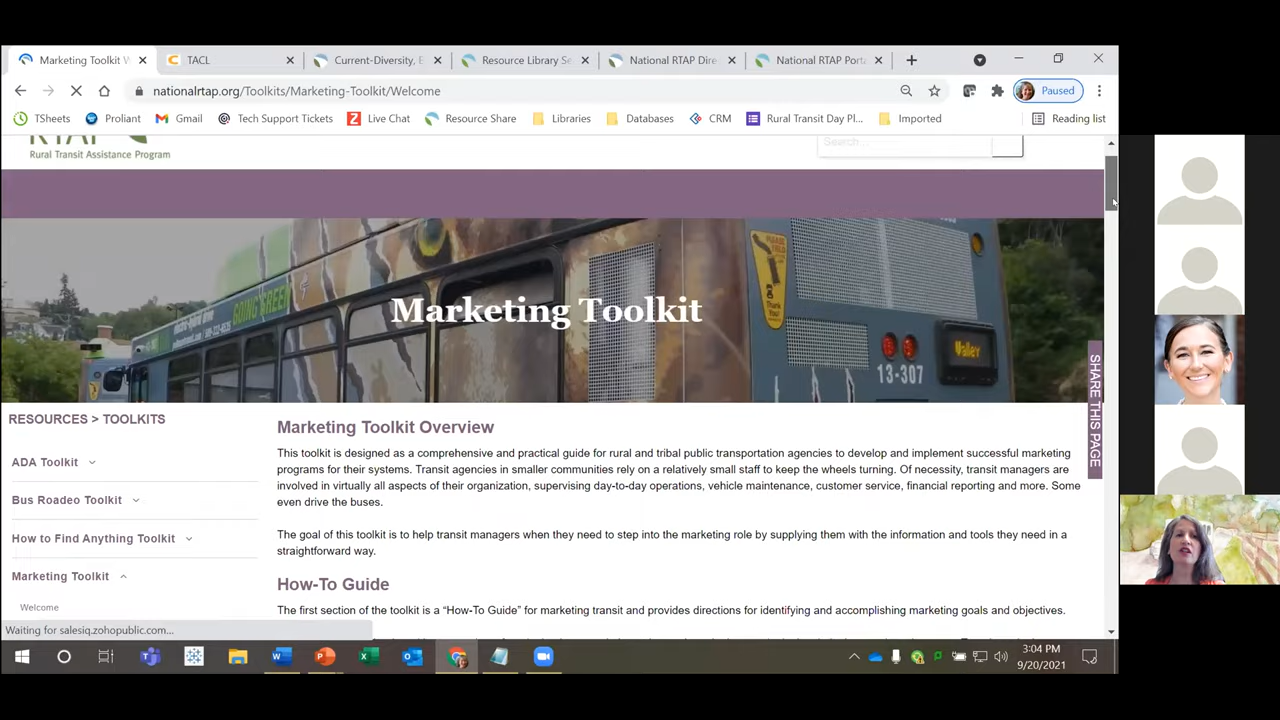 Marketing Toolkit W
TACL
Current-Diversity, E
Resource Library Se
National RTAP Dire
National RTAP Port
nationalrtap.org/Toolkits/Marketing-Toolkit/Welcome
Paused
TSheets
Proliant
Gmail
Tech Support Tickets
Live Chat
Resource Share
Libraries
Databases
CRM
Rural Transit Day Pl...
Imported
Reading list
RTAP
Rural Transit Assistance Program
Search...
GOING GREEN
Marketing Toolkit
Valley
13-307
SHARE THIS PAGE
RESOURCES > TOOLKITS
ADA Toolkit
Bus Roadeo Toolkit
How to Find Anything Toolkit
Marketing Toolkit
Welcome
Marketing Toolkit Overview
This toolkit is designed as a comprehensive and practical guide for rural and tribal public transportation agencies to develop and implement successful marketing
programs for their systems. Transit agencies in smaller communities rely on a relatively small staff to keep the wheels turning. Of necessity, transit managers are
involved in virtually all aspects of their organization, supervising day-to-day operations, vehicle maintenance, customer service, financial reporting and more. Some
even drive the buses.
The goal of this toolkit is to help transit managers when they need to step into the marketing role by supplying them with the information and tools they need in a
straightforward way.
How-To Guide
The first section of the toolkit is a “How-To Guide” for marketing transit and provides directions for identifying and accomplishing marketing goals and objectives.
Waiting for salesiq.zohopublic.com...
3:04 PM
9/20/2021